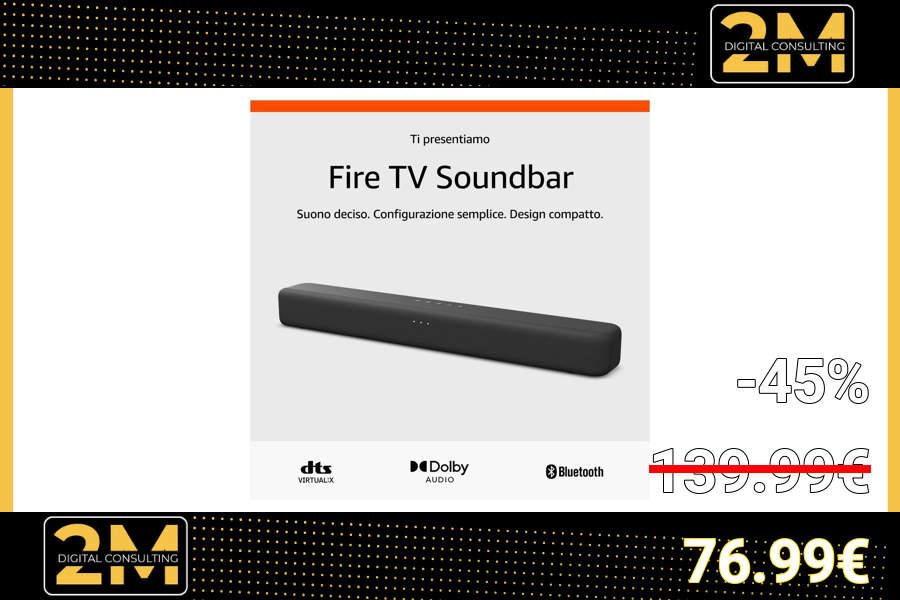 2M
DIGITAL CONSULTING
Ti presentiamo
Fire TV Soundbar
Suono deciso. Configurazione semplice. Design compatto.
-45%
139.99€
dts
VIRTUAL:X
Dolby
AUDIO
Bluetooth
2M
DIGITAL CONSULTING
76.99€